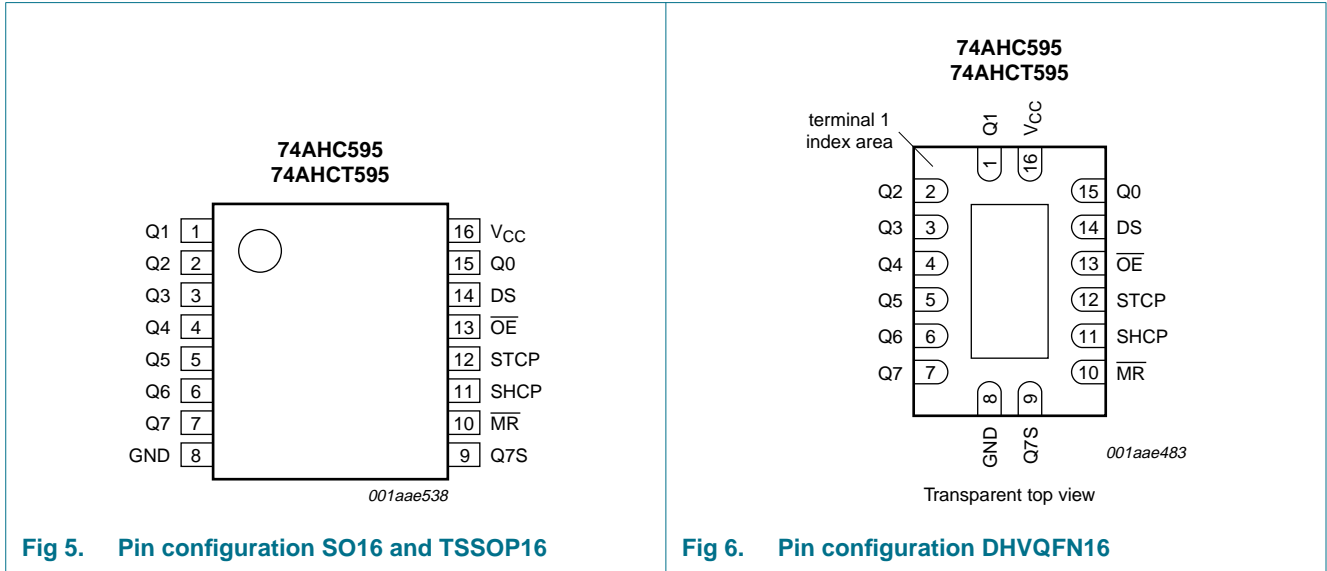 74AHC595
74AHCT595
Q1 1
Q2 2
Q3 3
Q4 4
Q5 5
Q6 6
Q7 7
GND 8
16 VCC
15 Q0
14 DS
13 OE
12 STCP
11 SHCP
10 MR
9 Q7S
001aae538
Fig 5. Pin configuration SO16 and TSSOP16
74AHC595
74AHCT595
terminal 1
index area
Q1 VCC
1 16
Q2 2
Q3 3
Q4 4
Q5 5
Q6 6
Q7 7
15 Q0
14 DS
13 OE
12 STCP
11 SHCP
10 MR
8 9
GND Q7S
001aae483
Transparent top view
Fig 6. Pin configuration DHVQFN16